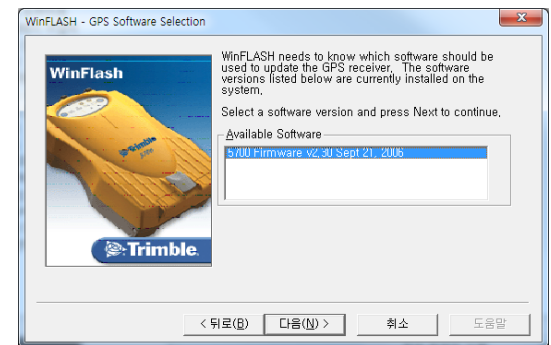 WinFLASH - GPS Software Selection
WinFlash
Trimble
Trimble.
WinFLASH needs to know which software should be
used to update the GPS receiver, The software
versions listed below are currently installed on the
system,
Select a software version and press Next to continue,
Available Software
5700 Firmware v2,30 Sept 21, 2006
< 뒤로(B)
다음(N) >
취소
도움말